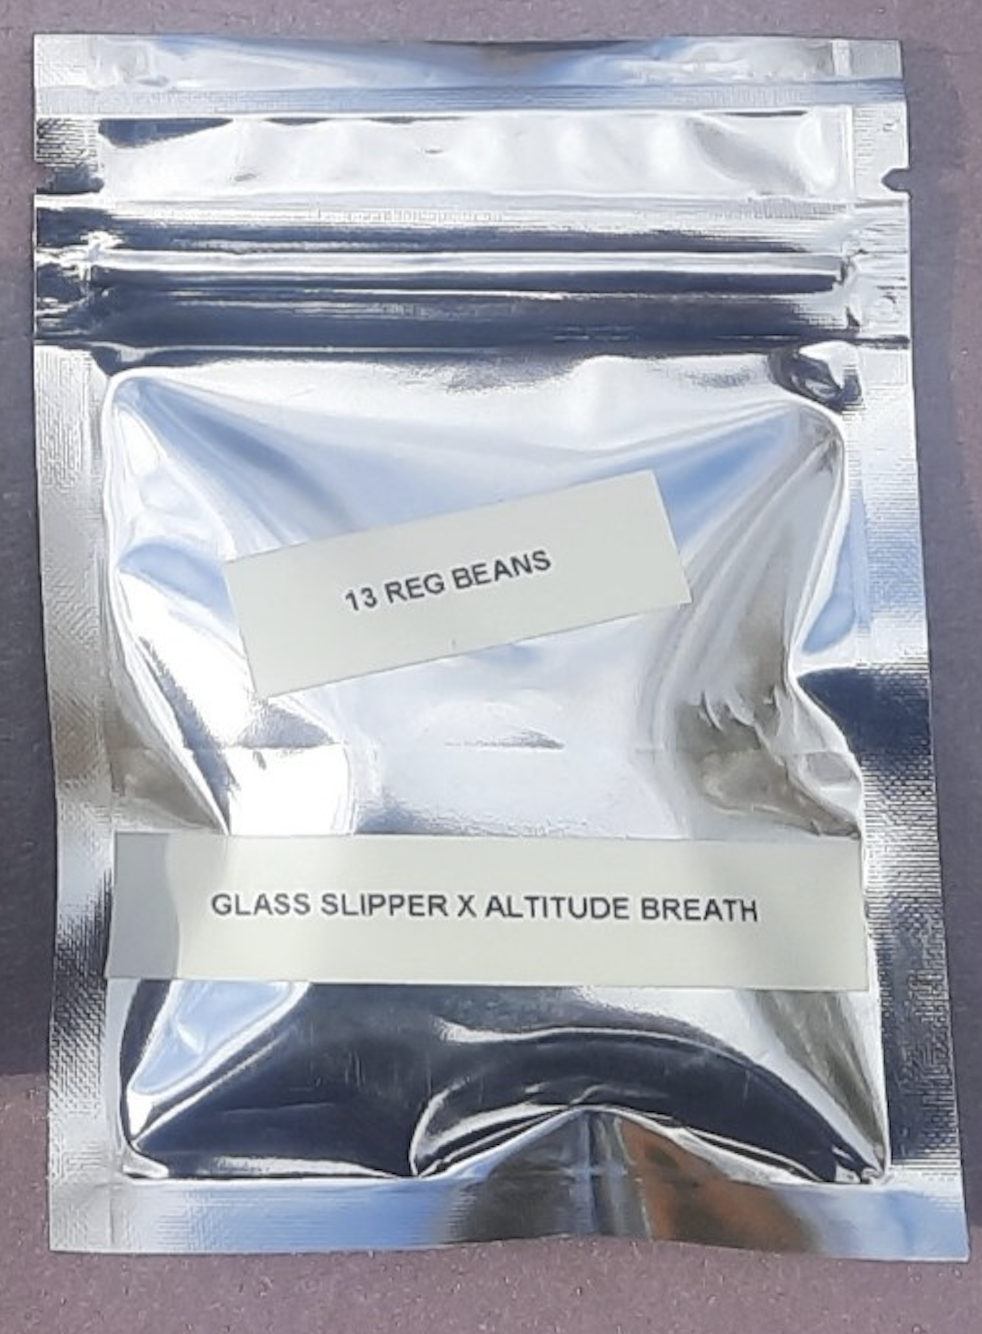 13 REG BEANS
GLASS SLIPPER X ALTITUDE BREATH